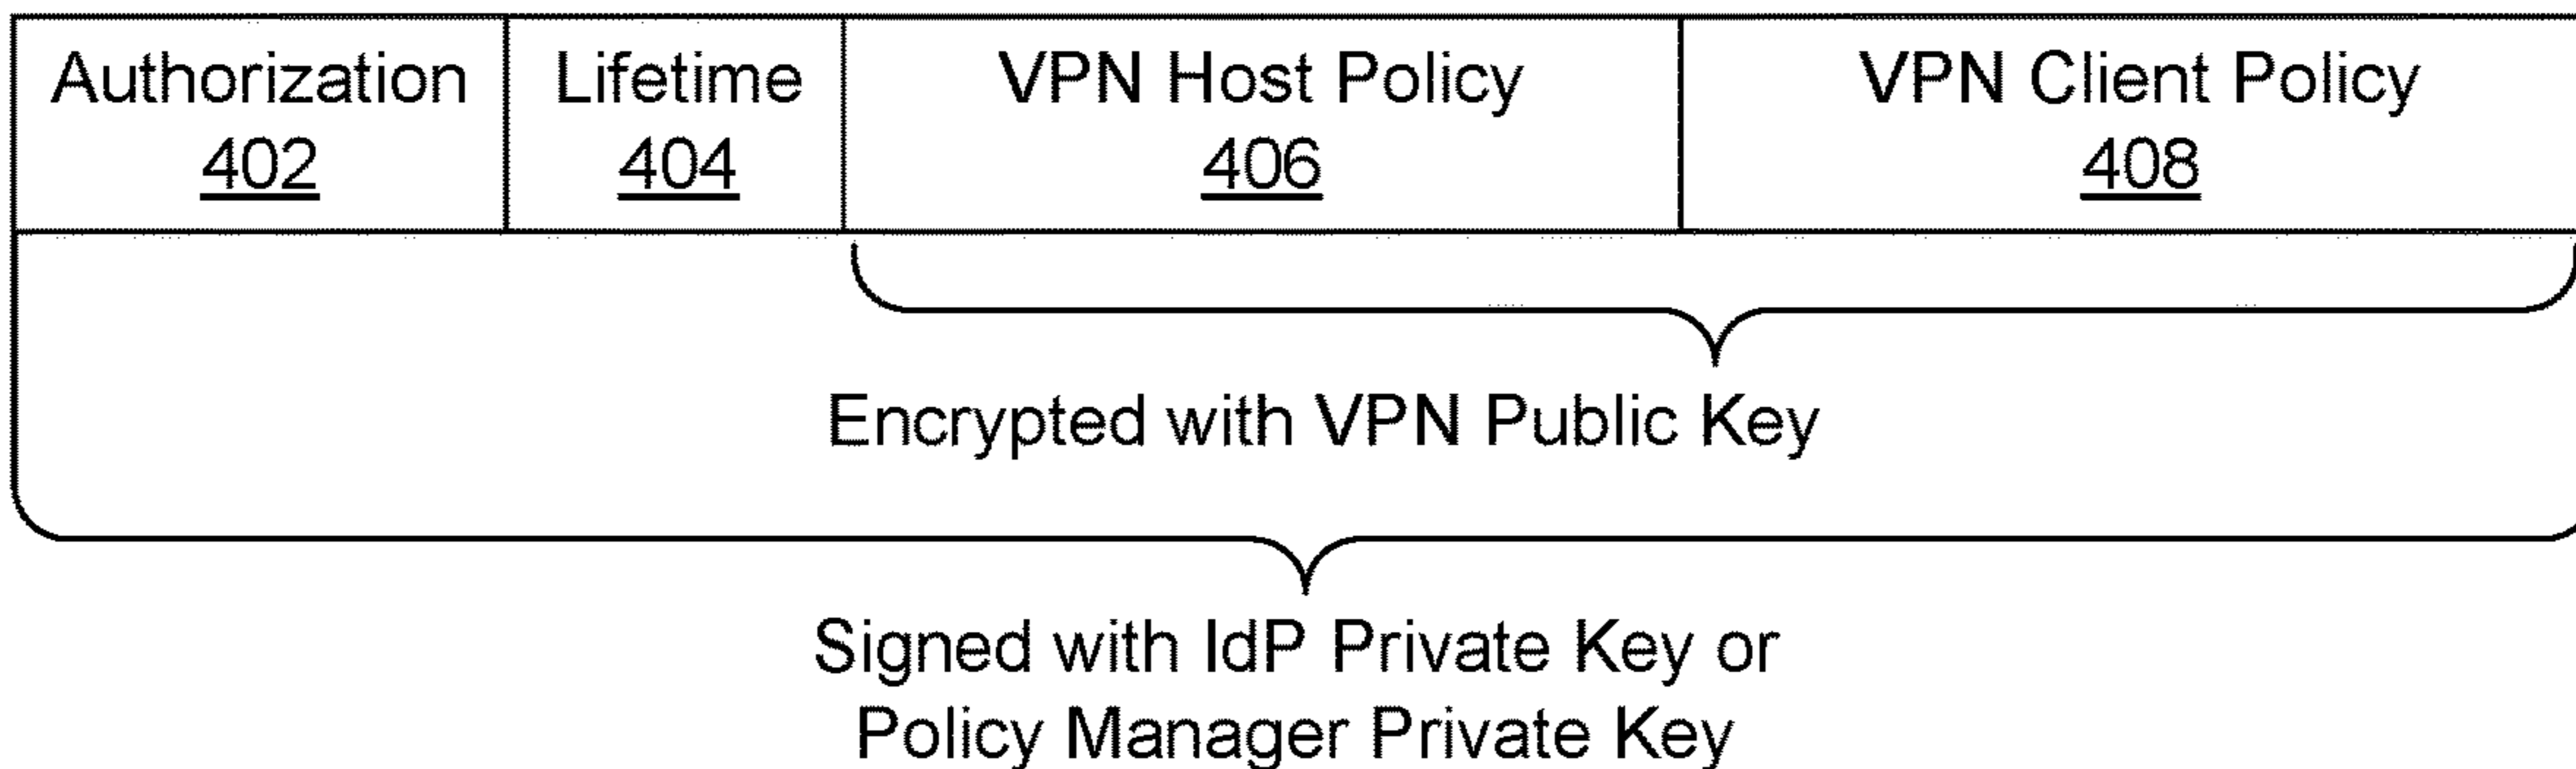 Authorization Lifetime VPN Host Policy VPN Client Policy
402 404 406 408
Encrypted with VPN Public Key
Signed with IdP Private Key or
Policy Manager Private Key